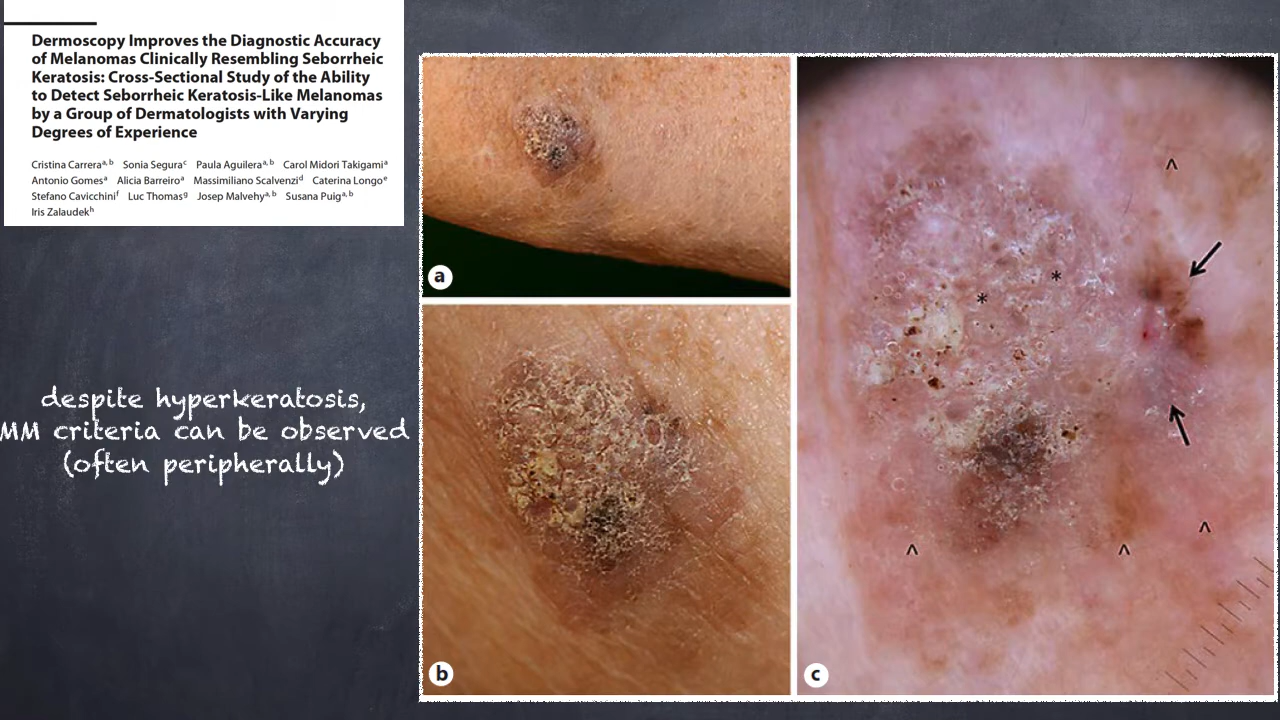 Dermoscopy Improves the Diagnostic Accuracy
of Melanomas Clinically Resembling Seborrheic
Keratosis: Cross-Sectional Study of the Ability
to Detect Seborrheic Keratosis-Like Melanomas
by a Group of Dermatologists with Varying
Degrees of Experience
Cristina Carrera a, b Sonia Segura c Paula Aguilera a, b Carol Midori Takigami a
Antonio Gomes a Alicia Barreiro a Massimiliano Scalvenzi d Caterina Longo e
Stefano Cavicchini f Luc Thomas g Josep Malvehy a, b Susana Puig a, b
Iris Zalaudek h
despite hyperkeratosis,
MM criteria can be observed
(often peripherally)
a
b
^
*
*
^
^
^
c